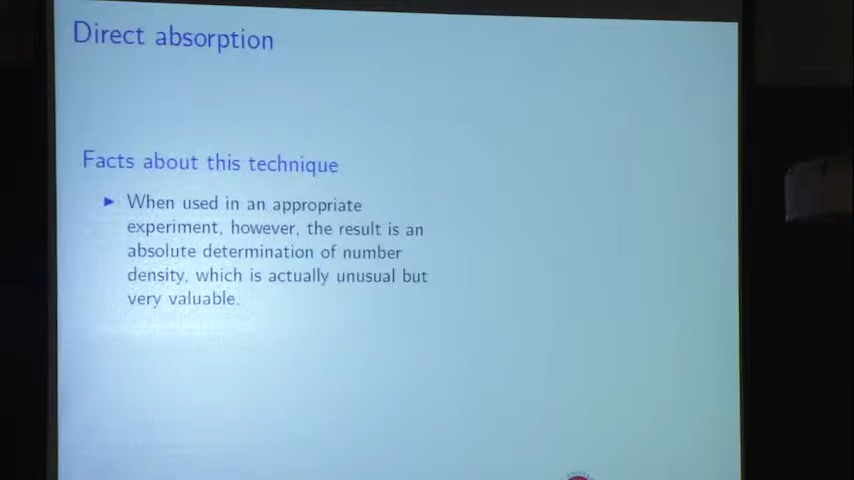 Direct absorption
Facts about this technique
When used in an appropriate
experiment, however, the result is an
absolute determination of number
density, which is actually unusual but
very valuable.